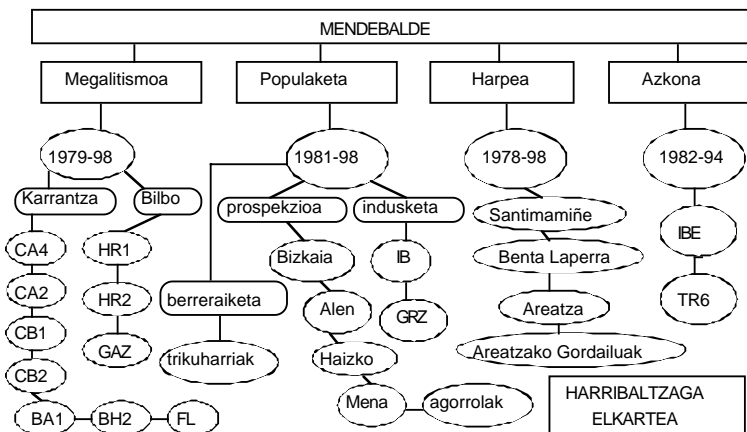 MENDEBALDE
Megalitismoa
Populaketa
Harpea
Azkona
1979-98
1981-98
1978-98
1982-94
Karrantza
Bilbo
prospekzioa
indusketa
Santimamiñe
IBE
CA4
HR1
Bizkaia
IB
Benta Laperra
CA2
HR2
berreraiketa
Alen
GRZ
Areatza
TR6
CB1
GAZ
trikuharriak
Haizko
Areatzako Gordailuak
CB2
BA1
BH2
FL
Mena
agorrolak
HARRIBALTZAGA
ELKARTEA